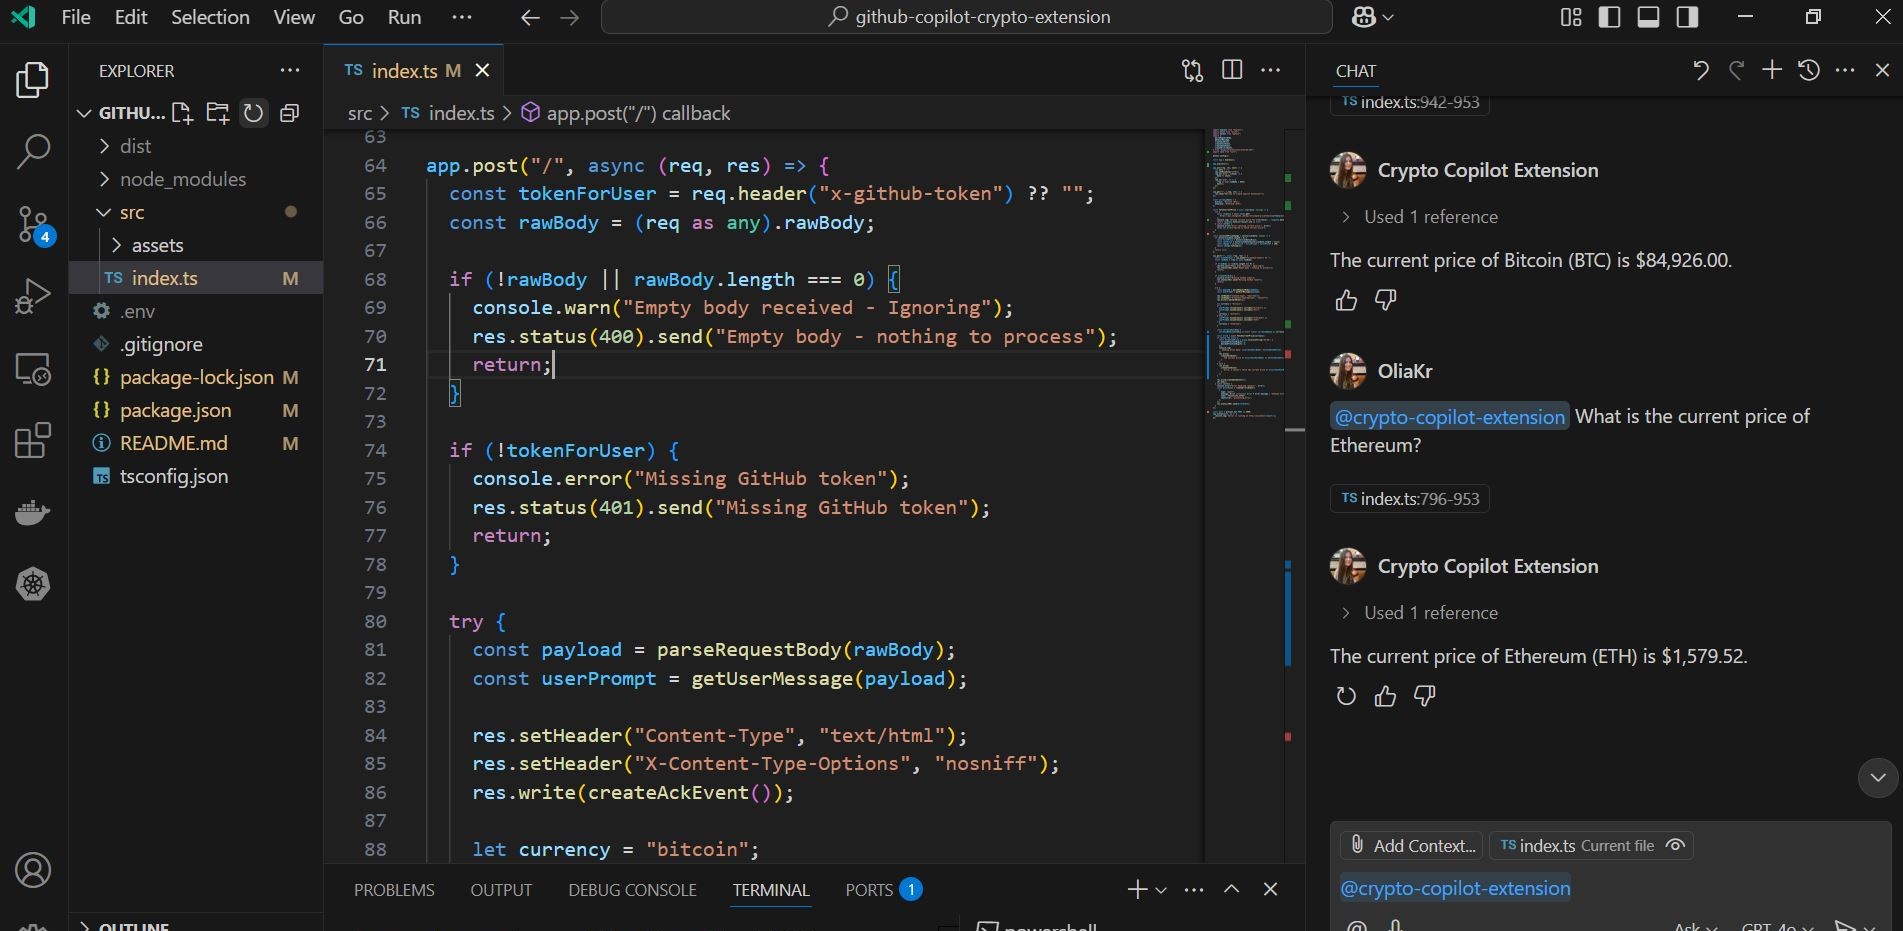 File Edit Selection View Go Run ···
github-copilot-crypto-extension
EXPLORER
GITHU...
dist
node_modules
src
assets
TS index.ts M
.env
.gitignore
{} package-lock.json M
{} package.json M
README.md M
TS tsconfig.json
OUTLINE
4
TS index.ts M
src > TS index.ts > app.post("/") callback
63
64 app.post("/", async (req, res) => {
65 const tokenForUser = req.header("x-github-token") ?? "";
66 const rawBody = (req as any).rawBody;
67
68 if (!rawBody || rawBody.length === 0) {
69 console.warn("Empty body received - Ignoring");
70 res.status(400).send("Empty body - nothing to process");
71 return;
72 }
73
74 if (!tokenForUser) {
75 console.error("Missing GitHub token");
76 res.status(401).send("Missing GitHub token");
77 return;
78 }
79
80 try {
81 const payload = parseRequestBody(rawBody);
82 const userPrompt = getUserMessage(payload);
83
84 res.setHeader("Content-Type", "text/html");
85 res.setHeader("X-Content-Type-Options", "nosniff");
86 res.write(createAckEvent());
87
88 let currency = "bitcoin";
PROBLEMS OUTPUT DEBUG CONSOLE TERMINAL PORTS 1
powershell
CHAT
TS index.ts:942-953
Crypto Copilot Extension
> Used 1 reference
The current price of Bitcoin (BTC) is $84,926.00.
OliaKr
@crypto-copilot-extension What is the current price of
Ethereum?
TS index.ts:796-953
Crypto Copilot Extension
> Used 1 reference
The current price of Ethereum (ETH) is $1,579.52.
Add Context... TS index.ts Current file
@crypto-copilot-extension
Ask GPT-4o